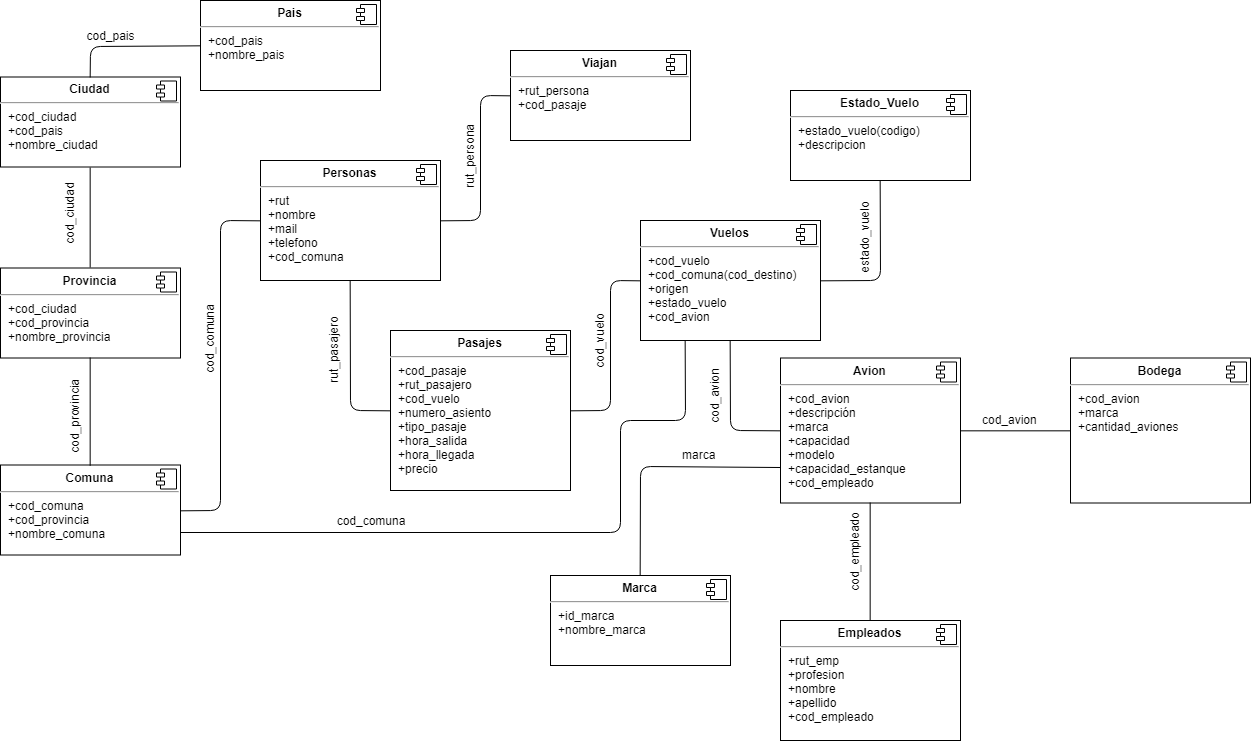 Pais
+cod_pais
+nombre_pais
cod_pais
Ciudad
+cod_ciudad
+cod_pais
+nombre_ciudad
cod_ciudad
Provincia
+cod_ciudad
+cod_provincia
+nombre_provincia
cod_provincia
Comuna
+cod_comuna
+cod_provincia
+nombre_comuna
cod_comuna
cod_comuna
Personas
+rut
+nombre
+mail
+telefono
+cod_comuna
rut_persona
Viajan
+rut_persona
+cod_pasaje
rut_pasajero
Pasajes
+cod_pasaje
+rut_pasajero
+cod_vuelo
+numero_asiento
+tipo_pasaje
+hora_salida
+hora_llegada
+precio
cod_vuelo
Vuelos
+cod_vuelo
+cod_comuna(cod_destino)
+origen
+estado_vuelo
+cod_avion
estado_vuelo
Estado_Vuelo
+estado_vuelo(codigo)
+descripcion
cod_avion
Avion
+cod_avion
+descripción
+marca
+capacidad
+modelo
+capacidad_estanque
+cod_empleado
cod_avion
Bodega
+cod_avion
+marca
+cantidad_aviones
marca
Marca
+id_marca
+nombre_marca
cod_empleado
Empleados
+rut_emp
+profesion
+nombre
+apellido
+cod_empleado